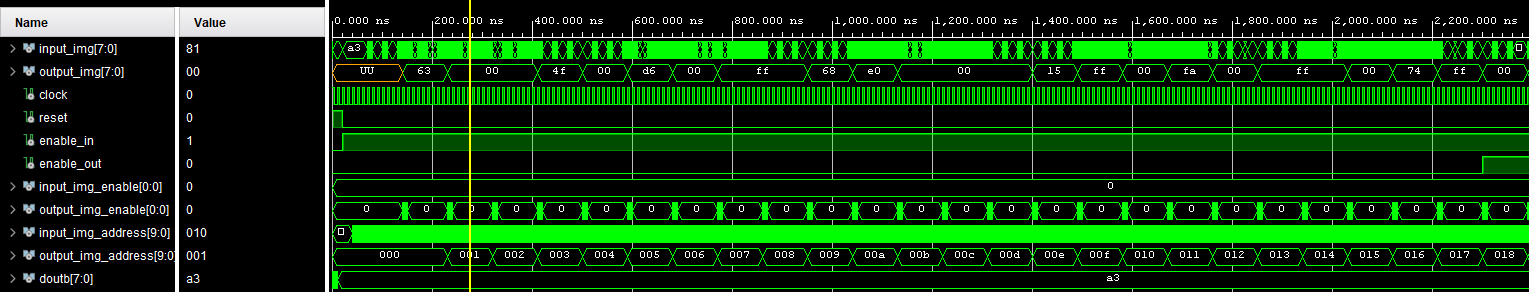 Name Value 0.000 ns 200.000 ns 400.000 ns 600.000 ns 800.000 ns 1,000.000 ns 1,200.000 ns 1,400.000 ns 1,600.000 ns 1,800.000 ns 2,000.000 ns 2,200.000 ns
input_img[7:0] 81 a3
output_img[7:0] 00 UU 63 00 4f 00 d6 00 ff 68 e0 00 15 ff 00 fa 00 ff 00 74 ff 00
clock 0
reset 0
enable_in 1
enable_out 0
input_img_enable[0:0] 0 0
output_img_enable[0:0] 0 0 0 0 0 0 0 0 0 0 0 0 0 0 0 0 0 0 0 0 0 0 0 0 0 0
input_img_address[9:0] 010
output_img_address[9:0 001 000 001 002 003 004 005 006 007 008 009 00a 00b 00c 00d 00e 00f 010 011 012 013 014 015 016 017 018
doutb[7:0] a3 a3